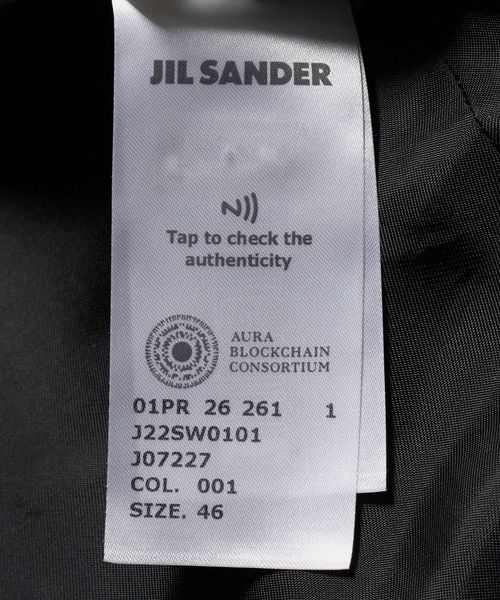 JIL SANDER
Tap to check the
authenticity
AURA
BLOCKCHAIN
CONSORTIUM
01PR 26 261 1
J22SW0101
J07227
COL. 001
SIZE. 46